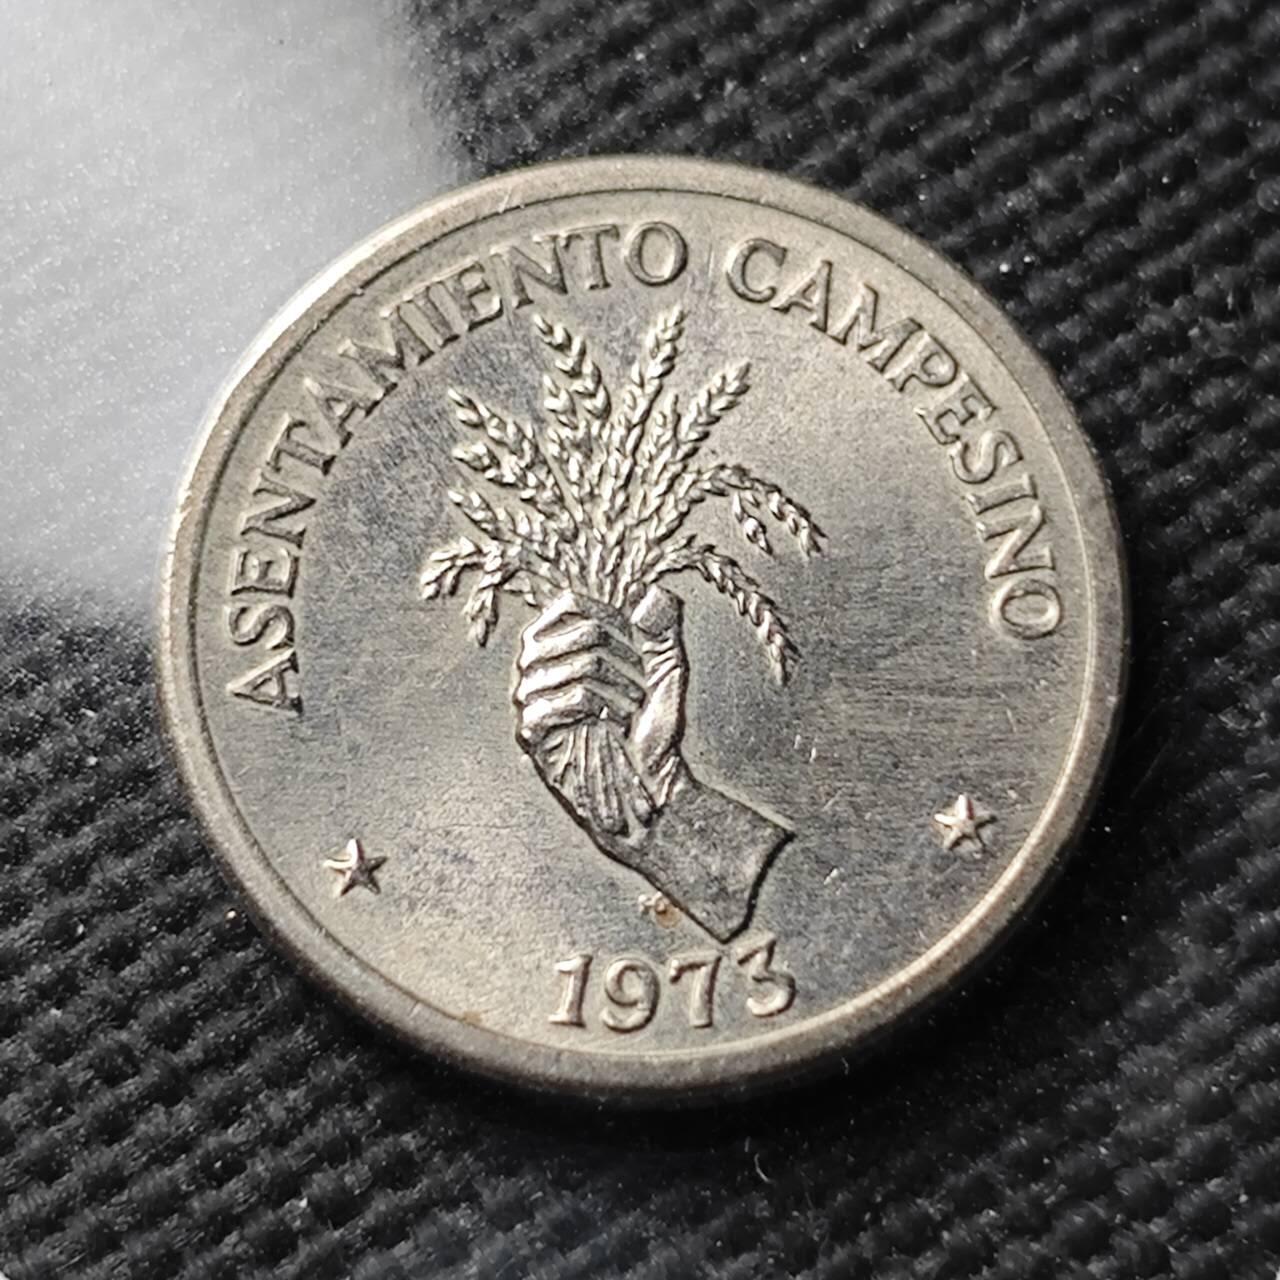 ASENTAMIENTO CAMPESINO
1973